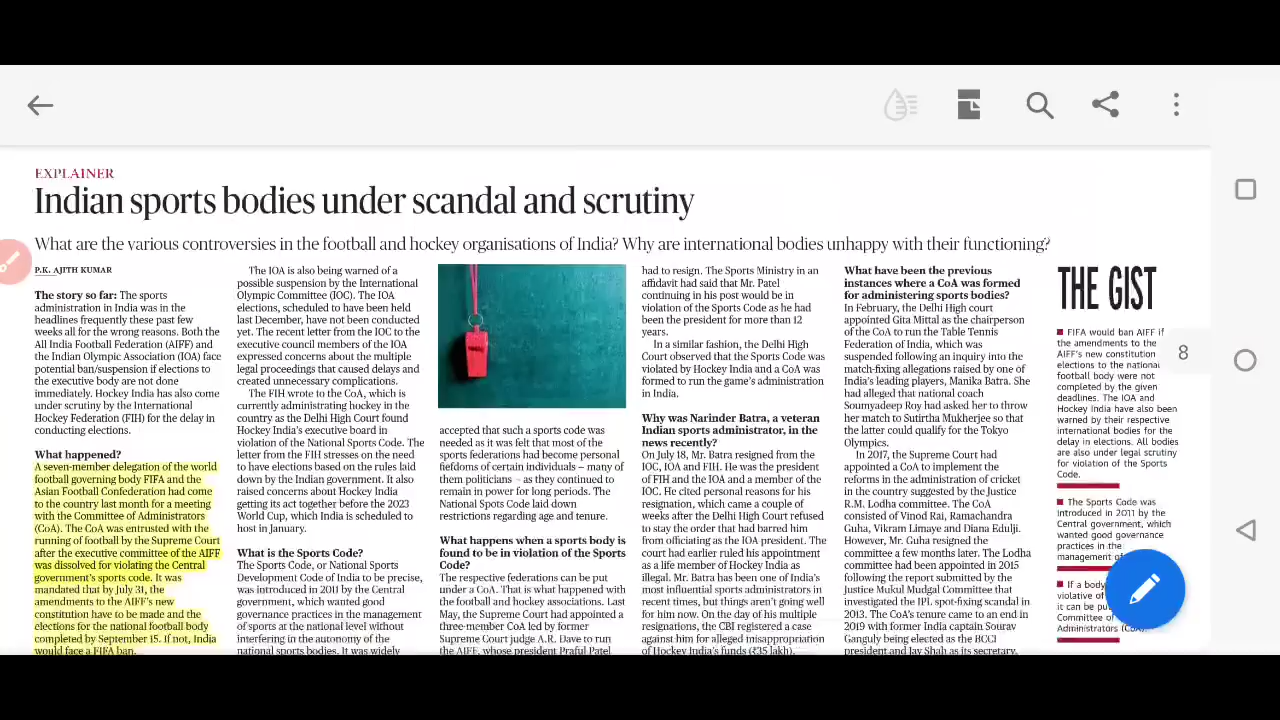 EXPLAINER
Indian sports bodies under scandal and scrutiny
What are the various controversies in the football and hockey organisations of India? Why are international bodies unhappy with their functioning?
P.K. AJITH KUMAR
The story so far: The sports
administration in India was in the
headlines frequently these past few
weeks all for the wrong reasons. Both the
All India Football Federation (AIFF) and
the Indian Olympic Association (IOA) face
potential ban/suspension if elections to
the executive body are not done
immediately. Hockey India has also come
under scrutiny by the International
Hockey Federation (FIH) for the delay in
conducting elections.
What happened?
A seven-member delegation of the world
football governing body FIFA and the
Asian Football Confederation had come
to the country last month for a meeting
with the Committee of Administrators
(CoA). The CoA was entrusted with the
running of football by the Supreme Court
after the executive committee of the AIFF
was dissolved for violating the Central
government's sports code. It was
mandated that by July 31, the
amendments to the AIFF's new
constitution have to be made and the
elections for the national football body
completed by September 15. If not, India
would face a FIFA ban.
The IOA is also being warned of a
possible suspension by the International
Olympic Committee (IOC). The IOA
elections, scheduled to have been held
last December, have not been conducted
yet. The recent letter from the IOC to the
executive council members of the IOA
expressed concerns about the multiple
legal proceedings that caused delays and
created unnecessary complications.
The FIH wrote to the CoA, which is
currently administering hockey in the
country as the Delhi High Court found
Hockey India's executive board in
violation of the National Sports Code. The
letter from the FIH stresses on the need
to have elections based on the rules laid
down by the Indian government. It also
raised concerns about Hockey India
getting its act together before the 2023
World Cup, which India is scheduled to
host in January.
What is the Sports Code?
The Sports Code, or National Sports
Development Code of India to be precise,
was introduced in 2011 by the Central
government, which wanted good
governance practices in the management
of sports at the national level without
interfering in the autonomy of the
national sports bodies. It was widely
accepted that such a sports code was
needed as it was felt that most of the
sports federations had become personal
fiefdoms of certain individuals – many of
them politicians – as they continued to
remain in power for long periods. The
National Spots Code laid down
restrictions regarding age and tenure.
What happens when a sports body is
found to be in violation of the Sports
Code?
The respective federations can be put
under a CoA. That is what happened with
the football and hockey associations. Last
May, the Supreme Court had appointed a
three-member CoA led by former
Supreme Court judge A.R. Dave to run
the AIFF, whose president Praful Patel
had to resign. The Sports Ministry in an
affidavit had said that Mr. Patel
continuing in his post would be in
violation of the Sports Code as he had
been the president for more than 12
years.
In a similar fashion, the Delhi High
Court observed that the Sports Code was
violated by Hockey India and a CoA was
formed to run the game's administration
in India.
Why was Narinder Batra, a veteran
Indian sports administrator, in the
news recently?
On July 18, Mr. Batra resigned from the
IOC, IOA and FIH. He was the president
of FIH and the IOA and a member of the
IOC. He cited personal reasons for his
resignation, which came a couple of
weeks after the Delhi High Court refused
to stay the order that had barred him
from officiating as the IOA president. The
court had earlier ruled his appointment
as a life member of Hockey India as
illegal. Mr. Batra has been one of India's
most influential sports administrators in
recent times, but things aren't going well
for him now. On the day of his multiple
resignations, the CBI registered a case
against him for alleged misappropriation
of Hockey India's funds (₹35 lakh).
What have been the previous
instances where a CoA was formed
for administering sports bodies?
In February, the Delhi High court
appointed Gita Mittal as the chairperson
of the CoA to run the Table Tennis
Federation of India, which was
suspended following an inquiry into the
match-fixing allegations raised by one of
India's leading players, Manika Batra. She
had alleged that national coach
Soumyadeep Roy had asked her to throw
her match to Sutirtha Mukherjee so that
the latter could qualify for the Tokyo
Olympics.
In 2017, the Supreme Court had
appointed a CoA to implement the
reforms in the administration of cricket
in the country suggested by the Justice
R.M. Lodha committee. The CoA
consisted of Vinod Rai, Ramachandra
Guha, Vikram Limaye and Diana Edulji.
However, Mr. Guha resigned the
committee a few months later. The Lodha
committee had been appointed in 2015
following the report submitted by the
Justice Mukul Mudgal Committee that
investigated the IPL spot-fixing scandal in
2013. The CoA's tenure came to an end in
2019 with former India captain Sourav
Ganguly being elected as the BCCI
president and Jay Shah as its secretary.
THE GIST
FIFA would ban AIFF if
the amendments to the
AIFF's new constitution
elections to the national
football body were not
completed by the given
deadlines. The IOA and
Hockey India have also been
warned by their respective
international bodies for the
delay in elections. All bodies
are also under legal scrutiny
for violation of the Sports
Code.
The Sports Code was
introduced in 2011 by the
Central government, which
wanted good governance
practices in the
management of
If a body
violative of
it can be pu
Committee of
Administrators (CoA).
8